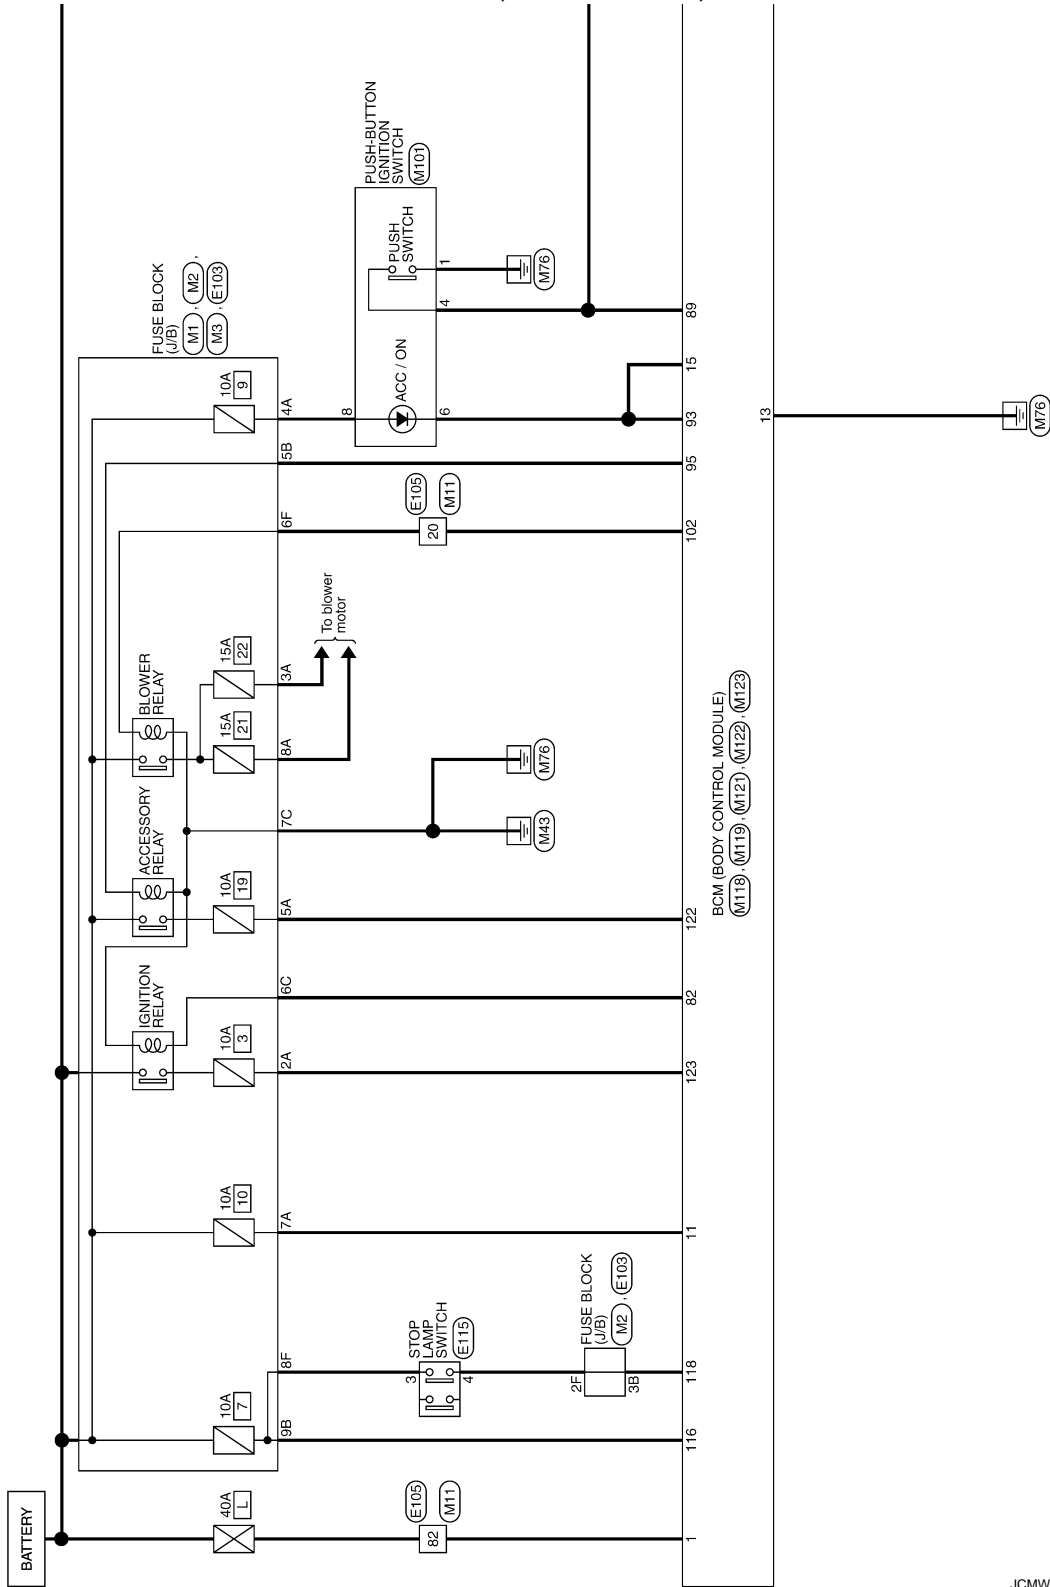 BATTERY
40A
L
E105
M11
82
1
FUSE BLOCK
(J/B)
M1 , M2 ,
M3 , E103
10A
7
9B
116
8F
STOP
LAMP
SWITCH
E115
3
4
FUSE BLOCK
(J/B)
M2 , E103
2F
3B
118
10A
10
7A
11
IGNITION
RELAY
10A
3
2A
123
6C
82
ACCESSORY
RELAY
10A
19
5A
122
7C
M43
M76
BLOWER
RELAY
15A
21
8A
15A
22
3A
To blower
motor
6F
E105
M11
20
102
5B
95
10A
9
4A
PUSH-BUTTON
IGNITION
SWITCH
M101
8
ACC / ON
6
93
15
PUSH
SWITCH
4
1
M76
89
BCM (BODY CONTROL MODULE)
M118 , M119 , M121 , M122 , M123
13
M76
JCMW